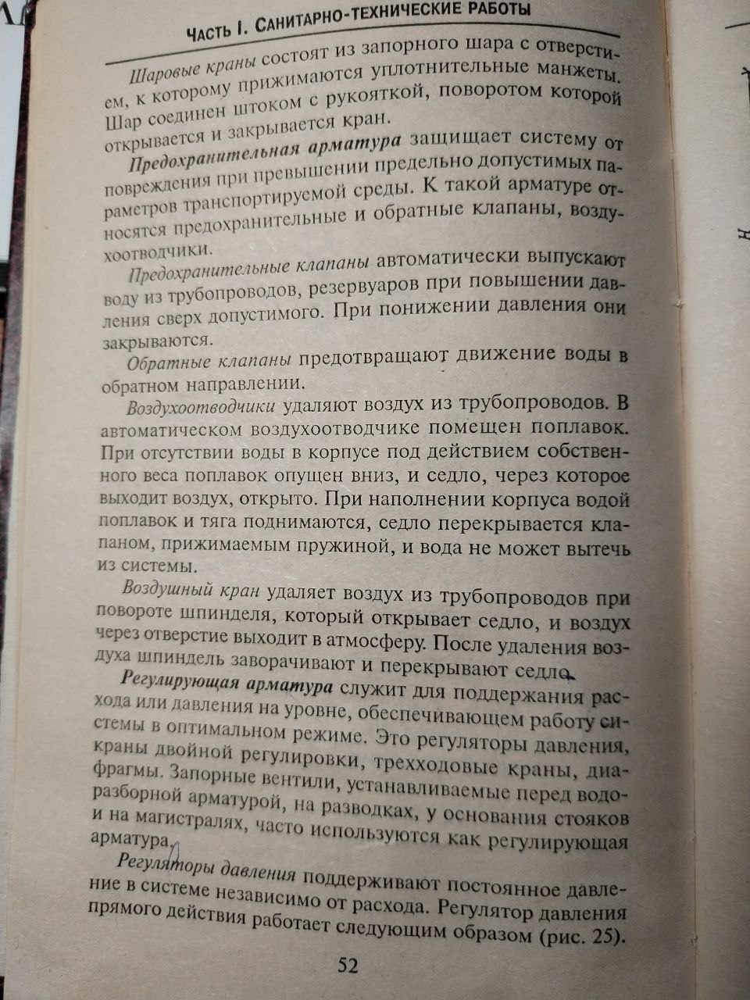 ЧАСТЬ I. САНИТАРНО-ТЕХНИЧЕСКИЕ РАБОТЫ
Шаровые краны состоят из запорного шара с отверсти-
ем, к которому прижимаются уплотнительные манжеты.
Шар соединен штоком с рукояткой, поворотом которой
открывается и закрывается кран.
Предохранительная арматура защищает систему от
повреждения при превышении предельно допустимых па-
раметров транспортируемой среды. К такой арматуре от-
носятся предохранительные и обратные клапаны, возду-
хоотводчики.
Предохранительные клапаны автоматически выпускают
воду из трубопроводов, резервуаров при повышении дав-
ления сверх допустимого. При понижении давления они
закрываются.
Обратные клапаны предотвращают движение воды в
обратном направлении.
Воздухоотводчики удаляют воздух из трубопроводов. В
автоматическом воздухоотводчике помещен поплавок.
При отсутствии воды в корпусе под действием собствен-
ного веса поплавок опущен вниз, и седло, через которое
выходит воздух, открыто. При наполнении корпуса водой
поплавок и тяга поднимаются, седло перекрывается кла-
паном, прижимаемым пружиной, и вода не может вытечь
из системы.
Воздушный кран удаляет воздух из трубопроводов при
повороте шпинделя, который открывает седло, и воздух
через отверстие выходит в атмосферу. После удаления воз-
духа шпиндель заворачивают и перекрывают седло.
Регулирующая арматура служит для поддержания рас-
хода или давления на уровне, обеспечивающем работу си-
стемы в оптимальном режиме. Это регуляторы давления,
краны двойной регулировки, трехходовые краны, диа-
фрагмы. Запорные вентили, устанавливаемые перед водо-
разборной арматурой, на разводках, у основания стояков
и на магистралях, часто используются как регулирующая
арматура.
Регуляторы давления поддерживают постоянное давле-
ние в системе независимо от расхода. Регулятор давления
прямого действия работает следующим образом (рис. 25).
52